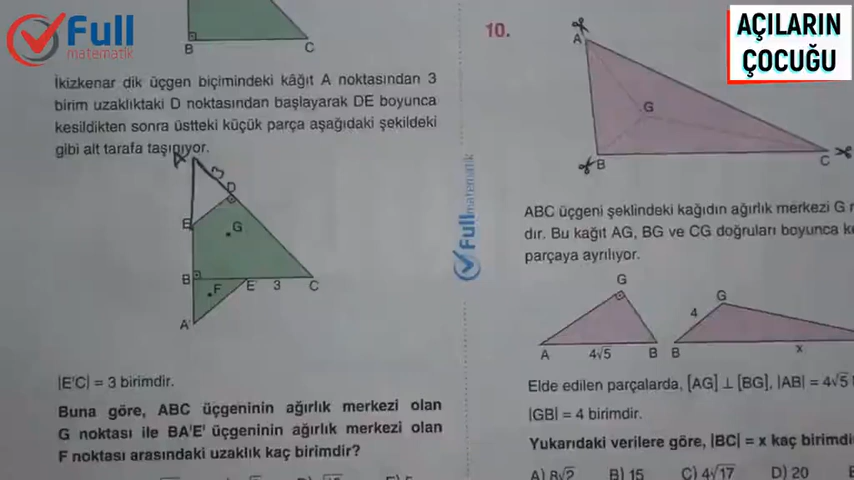 Full
matematik
B
C
İkizkenar dik üçgen biçimindeki kâğıt A noktasından 3
birim uzaklıktaki D noktasından başlayarak DE boyunca
kesildikten sonra üstteki küçük parça aşağıdaki şekildeki
gibi alt tarafa taşınıyor.
A
3
D
E
G
B
F
E'
3
C
A'
|E'C| = 3 birimdir.
Buna göre, ABC üçgeninin ağırlık merkezi olan
G noktası ile BA'E' üçgeninin ağırlık merkezi olan
F noktası arasındaki uzaklık kaç birimdir?
Full matematik
AÇILARIN
ÇOCUĞU
10.
A
G
B
C
ABC üçgeni şeklindeki kağıdın ağırlık merkezi G
dır. Bu kağıt AG, BG ve CG doğruları boyunca
parçaya ayrılıyor.
G
G
4
A
4√5
B
B
x
Elde edilen parçalarda, [AG] ⊥ [BG], |AB| = 4√5
|GB| = 4 birimdir.
Yukarıdaki verilere göre, |BC| = x kaç birimdi
A) 8√2
B) 15
C) 4√17
D) 20